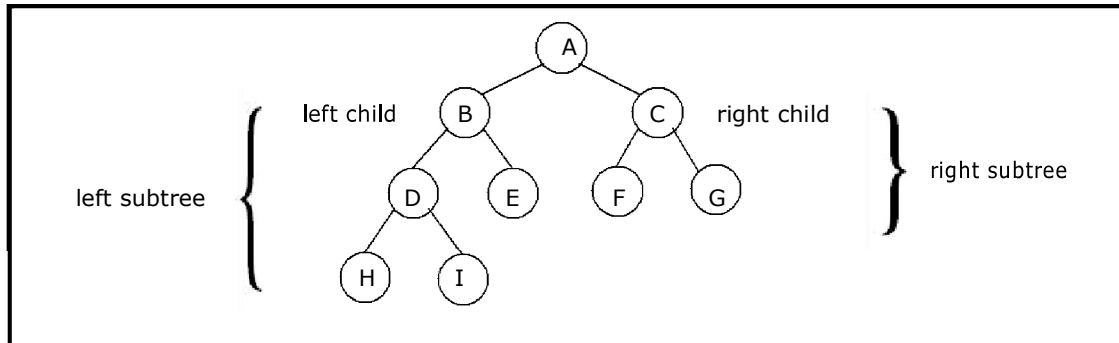 A
left child
B
C
right child
left subtree
D
E
F
G
right subtree
H
I